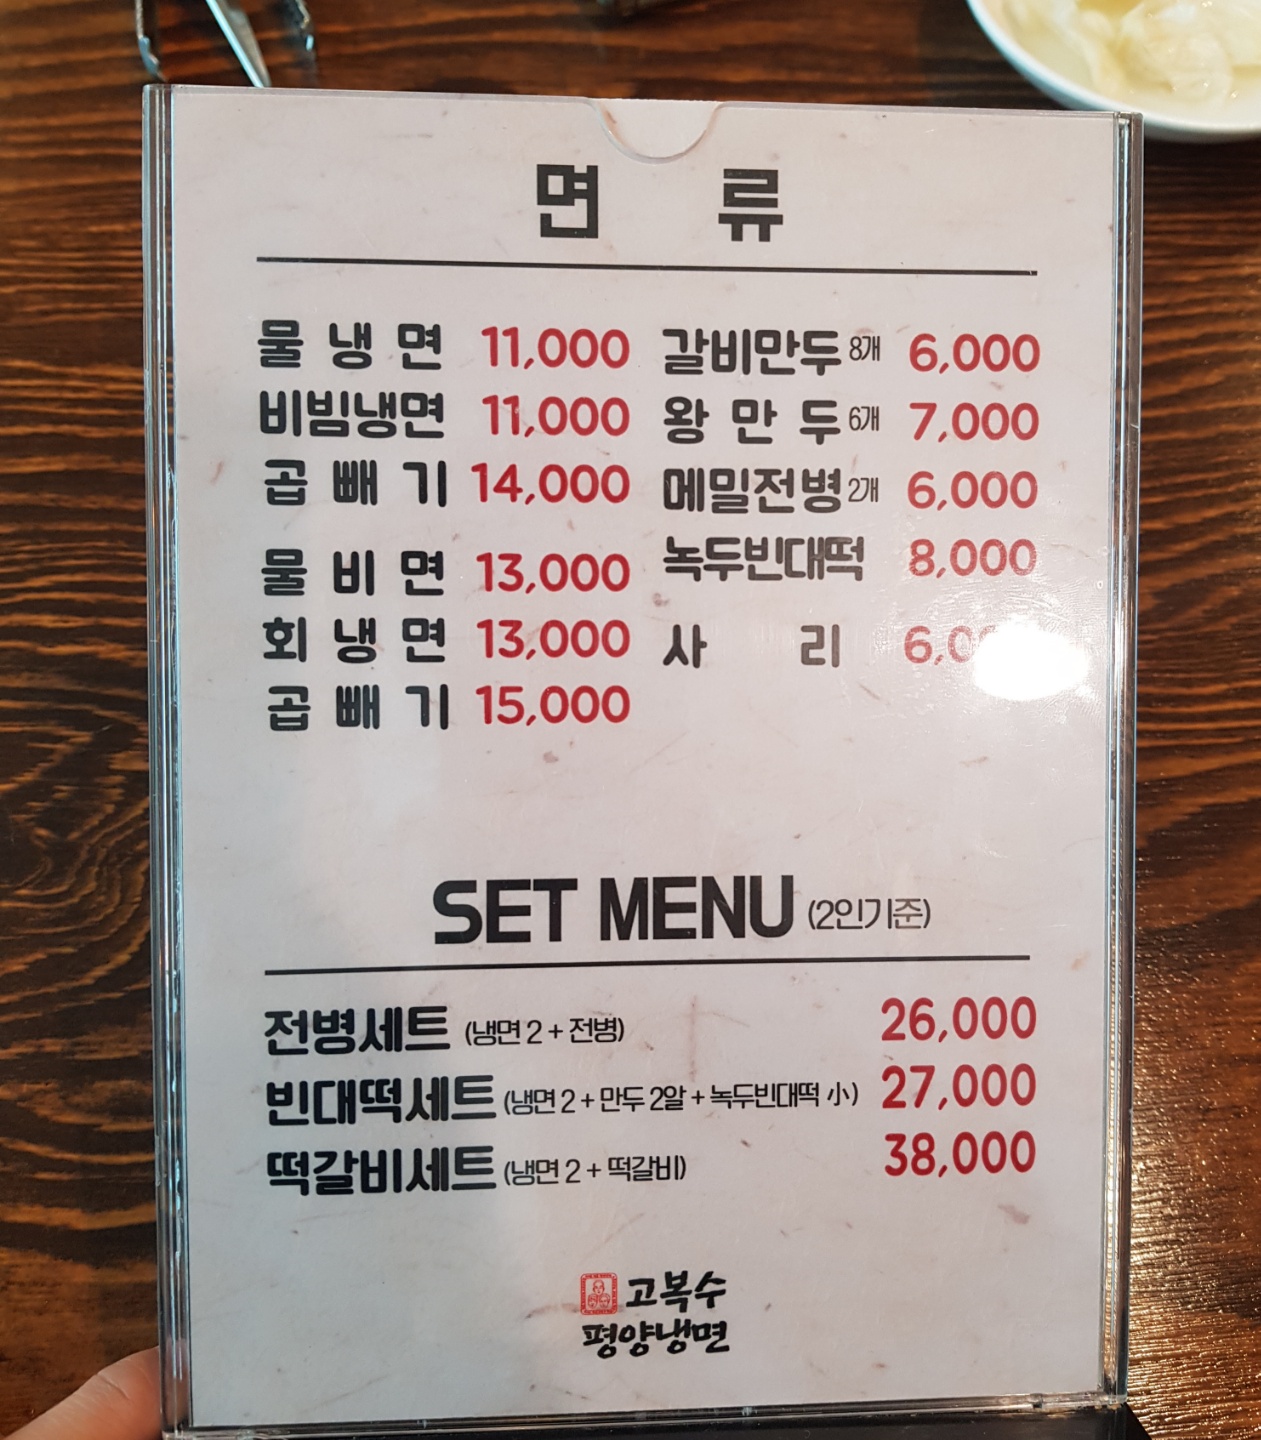 면 류
물냉면 11,000
비빔냉면 11,000
곱빼기 14,000
물비면 13,000
회냉면 13,000
곱빼기 15,000
갈비만두 8개 6,000
왕만두 6개 7,000
메밀전병 2개 6,000
녹두빈대떡 8,000
사리
SET MENU (2인기준)
전병세트 (냉면 2 + 전병) 26,000
빈대떡세트 (냉면 2 + 만두 2알 + 녹두빈대떡 小) 27,000
떡갈비세트 (냉면 2 + 떡갈비) 38,000
고복수
평양냉면